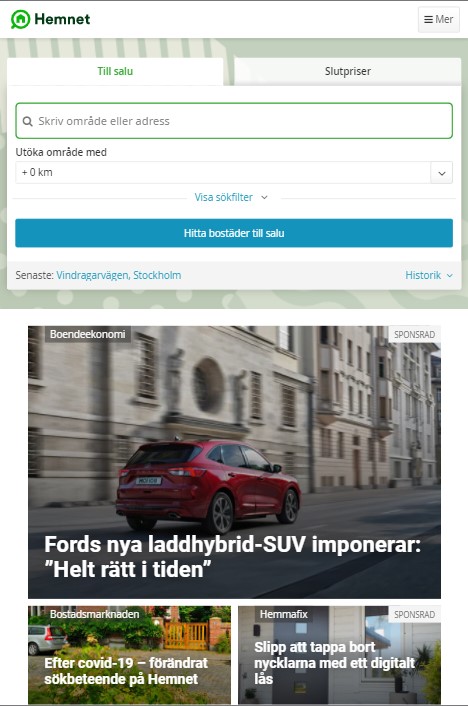 Hemnet
Mer
Till salu
Slutpriser
Skriv område eller adress
Utöka område med
+ 0 km
Visa sökfilter
Hitta bostäder till salu
Senaste: Vindragarvägen, Stockholm
Historik
Boendeekonomi
SPONSRAD
Fords nya laddhybrid-SUV imponerar:
”Helt rätt i tiden”
Bostadsmarknaden
Efter covid-19 – förändrat
sökbeteende på Hemnet
Hemmafix
SPONSRAD
Slipp att tappa bort
nycklarna med ett digitalt
lås